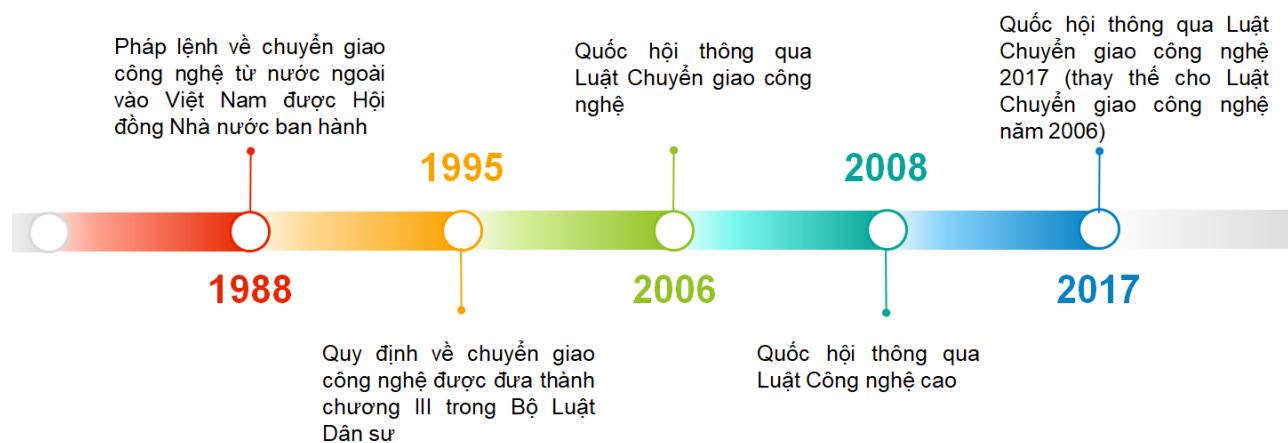 Pháp lệnh về chuyển giao
công nghệ từ nước ngoài
vào Việt Nam được Hội
đồng Nhà nước ban hành
1988
1995
Quy định về chuyển giao
công nghệ được đưa thành
chương III trong Bộ Luật
Dân sư
Quốc hội thông qua
Luật Chuyển giao công
nghệ
2006
2008
Quốc hội thông qua
Luật Công nghệ cao
Quốc hội thông qua Luật
Chuyển giao công nghệ
2017 (thay thế cho Luật
Chuyển giao công nghệ
năm 2006)
2017